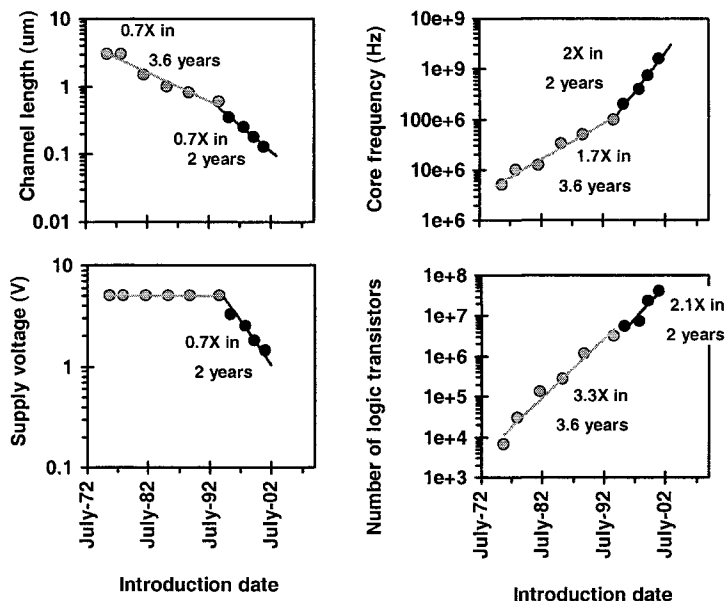 Channel length (um)
10
1
0.1
0.01
0.7X in
3.6 years
0.7X in
2 years
Core frequency (Hz)
10e+9
1e+9
100e+6
10e+6
1e+6
2X in
2 years
1.7X in
3.6 years
Supply voltage (V)
10
1
0.1
0.7X in
2 years
July-72
July-82
July-92
July-02
Introduction date
Number of logic transistors
1e+8
1e+7
1e+6
1e+5
1e+4
1e+3
2.1X in
2 years
3.3X in
3.6 years
July-72
July-82
July-92
July-02
Introduction date